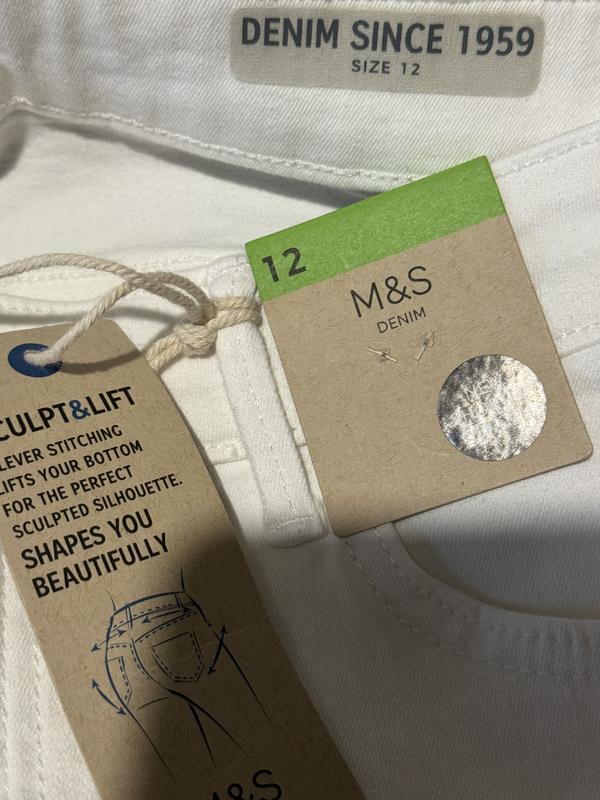 DENIM SINCE 1959
SIZE 12
12
M&S
DENIM
CULPT&LIFT
LEVER STITCHING
LIFTS YOUR BOTTOM
FOR THE PERFECT
SCULPTED SILHOUETTE.
SHAPES YOU
BEAUTIFULLY
M&S